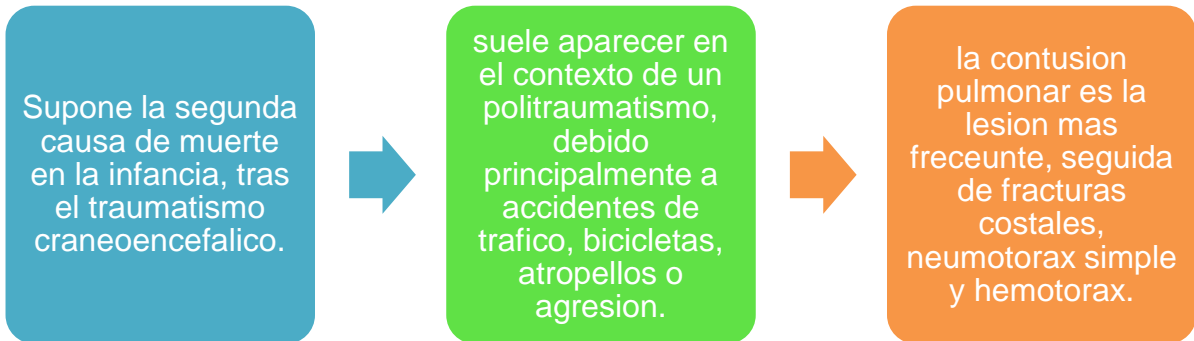 Supone la segunda
causa de muerte
en la infancia, tras
el traumatismo
craneoencefalico.
suele aparecer en
el contexto de un
politraumatismo,
debido
principalmente a
accidentes de
trafico, bicicletas,
atropellos o
agresion.
la contusion
pulmonar es la
lesion mas
freceunte, seguida
de fracturas
costales,
neumotorax simple
y hemotorax.